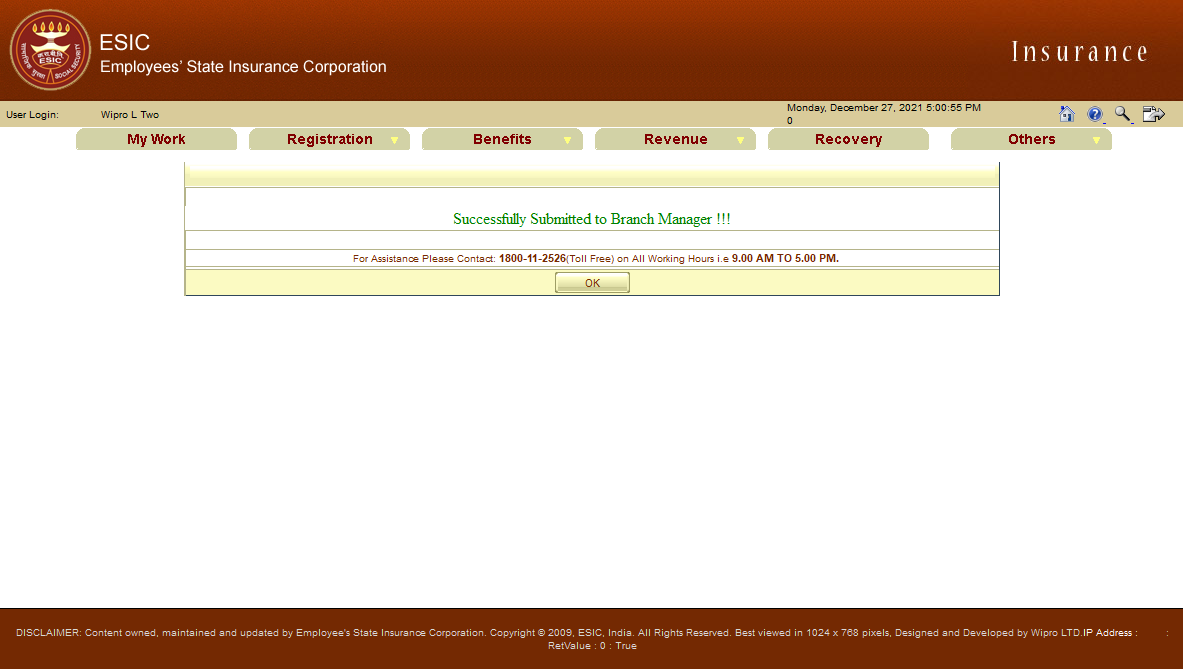 ESIC
Employees' State Insurance Corporation
Insurance
ESIC
SOCIAL SECURITY
User Login: Wipro L Two
Monday, December 27, 2021 5:00:55 PM
0
My Work Registration Benefits Revenue Recovery Others
Successfully Submitted to Branch Manager !!!
For Assistance Please Contact: 1800-11-2526(Toll Free) on All Working Hours i.e 9.00 AM TO 5.00 PM.
OK
DISCLAIMER: Content owned, maintained and updated by Employee's State Insurance Corporation. Copyright © 2009, ESIC, India. All Rights Reserved. Best viewed in 1024 x 768 pixels, Designed and Developed by Wipro LTD.IP Address : :
RetValue : 0 : True